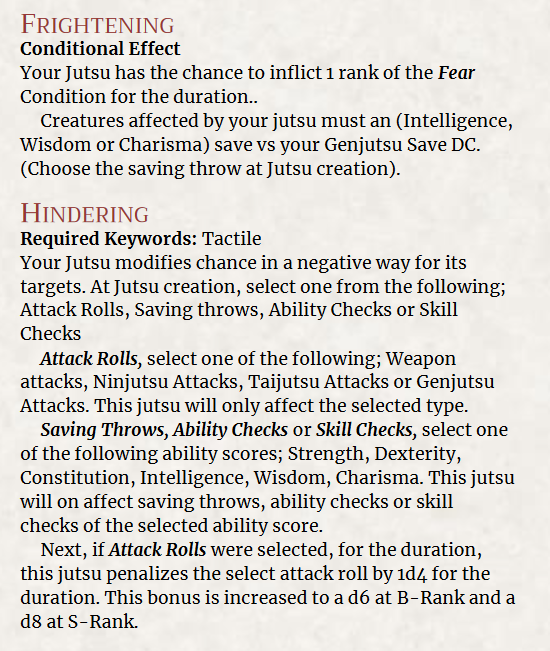 FRIGHTENING
Conditional Effect
Your Jutsu has the chance to inflict 1 rank of the Fear
Condition for the duration..
Creatures affected by your jutsu must an (Intelligence,
Wisdom or Charisma) save vs your Genjutsu Save DC.
(Choose the saving throw at Jutsu creation).
HINDERING
Required Keywords: Tactile
Your Jutsu modifies chance in a negative way for its
targets. At Jutsu creation, select one from the following;
Attack Rolls, Saving throws, Ability Checks or Skill
Checks
Attack Rolls, select one of the following; Weapon
attacks, Ninjutsu Attacks, Taijutsu Attacks or Genjutsu
Attacks. This jutsu will only affect the selected type.
Saving Throws, Ability Checks or Skill Checks, select one
of the following ability scores; Strength, Dexterity,
Constitution, Intelligence, Wisdom, Charisma. This jutsu
will on affect saving throws, ability checks or skill
checks of the selected ability score.
Next, if Attack Rolls were selected, for the duration,
this jutsu penalizes the select attack roll by 1d4 for the
duration. This bonus is increased to a d6 at B-Rank and a
d8 at S-Rank.